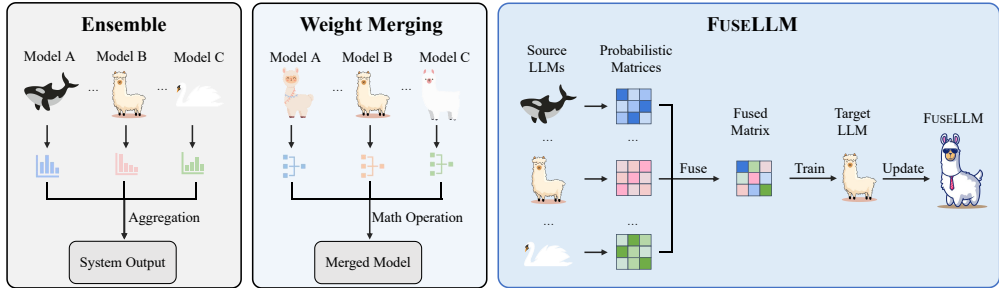 Ensemble
Model A
Model B
Model C
...
...
Aggregation
System Output
Weight Merging
Model A
Model B
Model C
...
...
Math Operation
Merged Model
FUSELLM
Source
LLMs
Probabilistic
Matrices
...
...
...
...
Fuse
Fused
Matrix
Train
Target
LLM
Update
FUSELLM